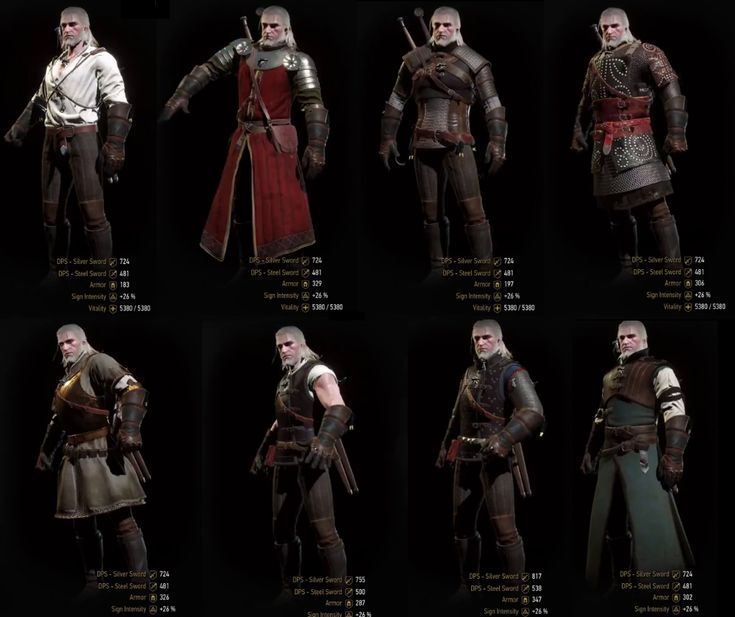 DPS - Silver Sword 724
DPS - Steel Sword 481
Armor 183
Sign Intensity +26 %
Vitality 5380 / 5380
DPS - Silver Sword 724
DPS - Steel Sword 481
Armor 329
Sign Intensity +26 %
Vitality 5380 / 5380
DPS - Silver Sword 724
DPS - Steel Sword 481
Armor 197
Sign Intensity +26 %
Vitality 5380 / 5380
DPS - Silver Sword 724
DPS - Steel Sword 481
Armor 306
Sign Intensity +26 %
Vitality 5380 / 5380
DPS - Silver Sword 724
DPS - Steel Sword 481
Armor 326
Sign Intensity +26 %
DPS - Silver Sword 755
DPS - Steel Sword 500
Armor 287
Sign Intensity +26 %
DPS - Silver Sword 817
DPS - Steel Sword 538
Armor 347
Sign Intensity +26 %
DPS - Silver Sword 724
DPS - Steel Sword 481
Armor 302
Sign Intensity +26 %